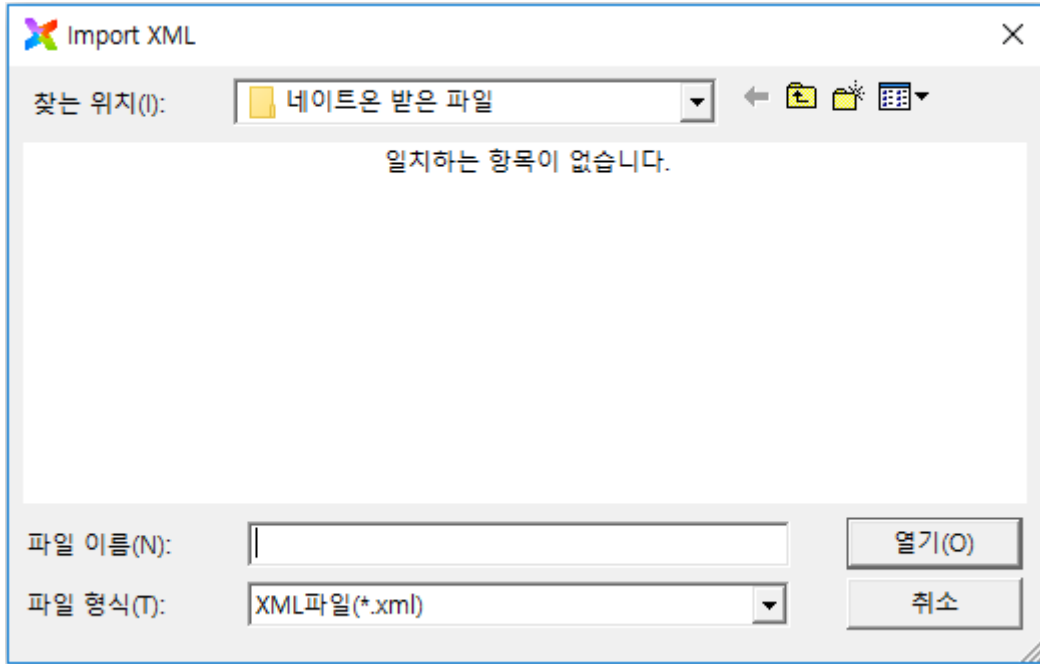 Import XML
찾는 위치(I): 네이트온 받은 파일
일치하는 항목이 없습니다.
파일 이름(N): 열기(O)
파일 형식(T): XML파일(*.xml) 취소